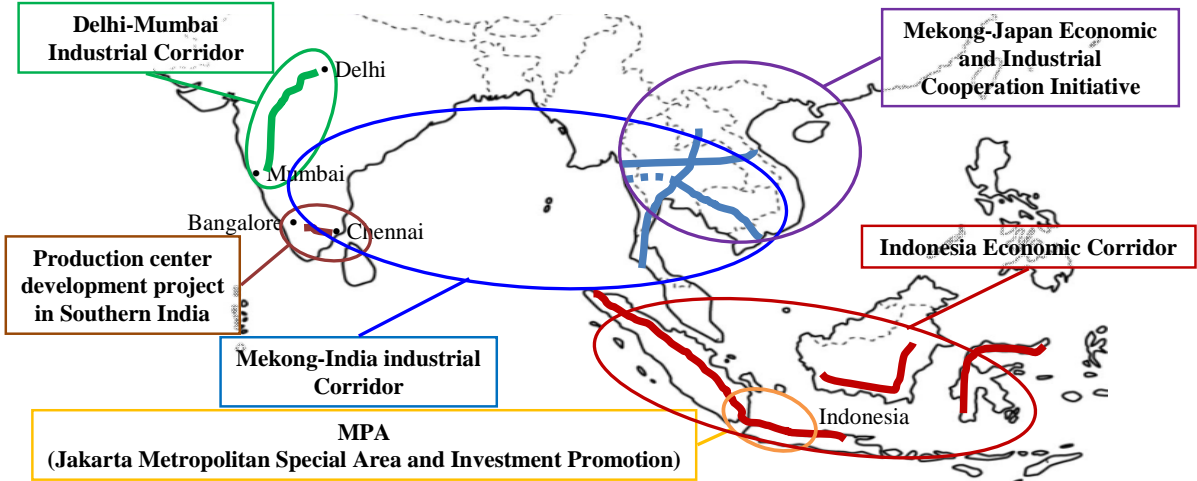 Delhi-Mumbai
Industrial Corridor
Mekong-Japan Economic
and Industrial
Cooperation Initiative
Delhi
Mumbai
Bangalore
Chennai
Production center
development project
in Southern India
Indonesia Economic Corridor
Mekong-India industrial
Corridor
Indonesia
MPA
(Jakarta Metropolitan Special Area and Investment Promotion)